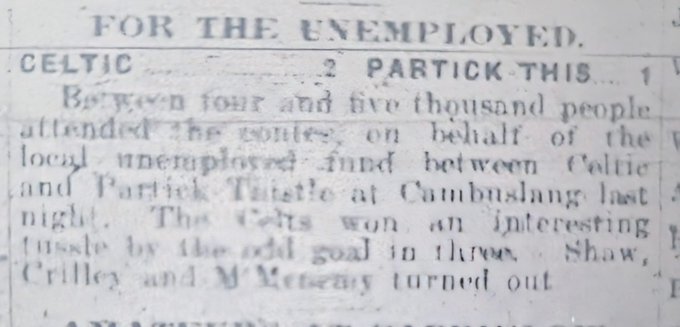 FOR THE UNEMPLOYED.
CELTIC ............ 2 PARTICK THIS.... 1
Between four and five thousand people
attended the contest on behalf of the
local unemployed fund between Celtic
and Partick Thistle at Cambuslang last
night. The Celts won an interesting
tussle by the odd goal in three. Shaw,
Crilley and M'Menemy turned out